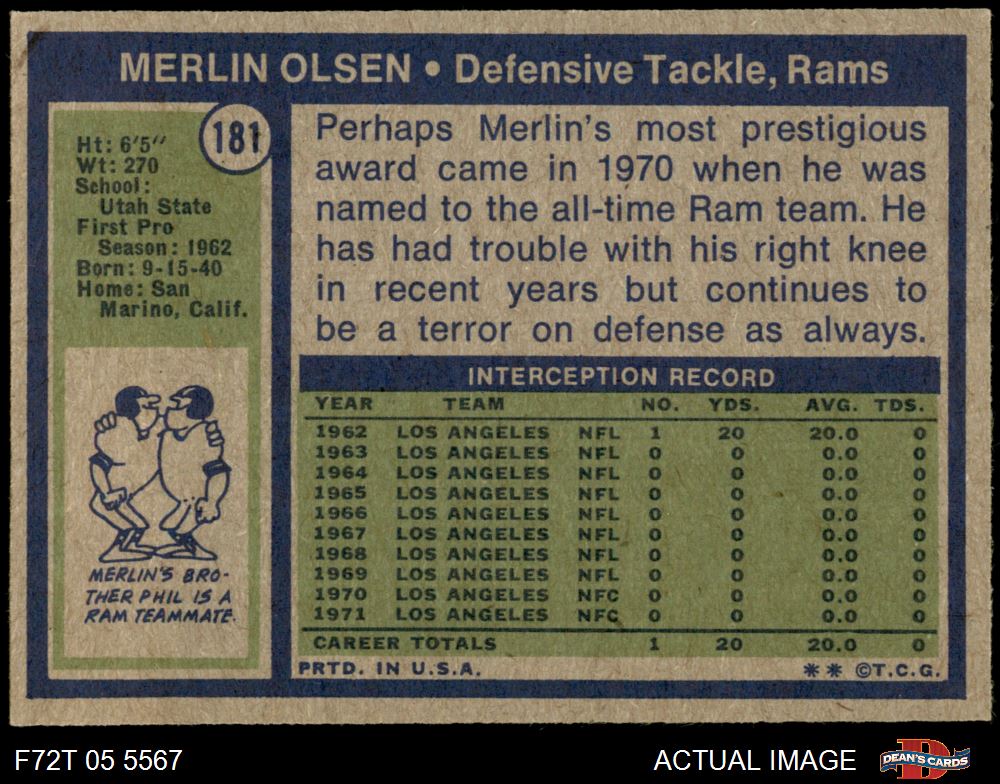 MERLIN OLSEN • Defensive Tackle, Rams
181
Ht: 6'5"
Wt: 270
School:
Utah State
First Pro
Season: 1962
Born: 9-15-40
Home: San
Marino, Calif.
MERLIN'S BRO-
THER PHIL IS A
RAM TEAMMATE.
Perhaps Merlin's most prestigious
award came in 1970 when he was
named to the all-time Ram team. He
has had trouble with his right knee
in recent years but continues to
be a terror on defense as always.
INTERCEPTION RECORD
YEAR TEAM NO. YDS. AVG. TDS.
1962 LOS ANGELES NFL 1 20 20.0 0
1963 LOS ANGELES NFL 0 0 0.0 0
1964 LOS ANGELES NFL 0 0 0.0 0
1965 LOS ANGELES NFL 0 0 0.0 0
1966 LOS ANGELES NFL 0 0 0.0 0
1967 LOS ANGELES NFL 0 0 0.0 0
1968 LOS ANGELES NFL 0 0 0.0 0
1969 LOS ANGELES NFL 0 0 0.0 0
1970 LOS ANGELES NFC 0 0 0.0 0
1971 LOS ANGELES NFC 0 0 0.0 0
CAREER TOTALS 1 20 20.0 0
PRTD. IN U.S.A. ** ©T.C.G.
F72T 05 5567 ACTUAL IMAGE D DEAN'S CARDS